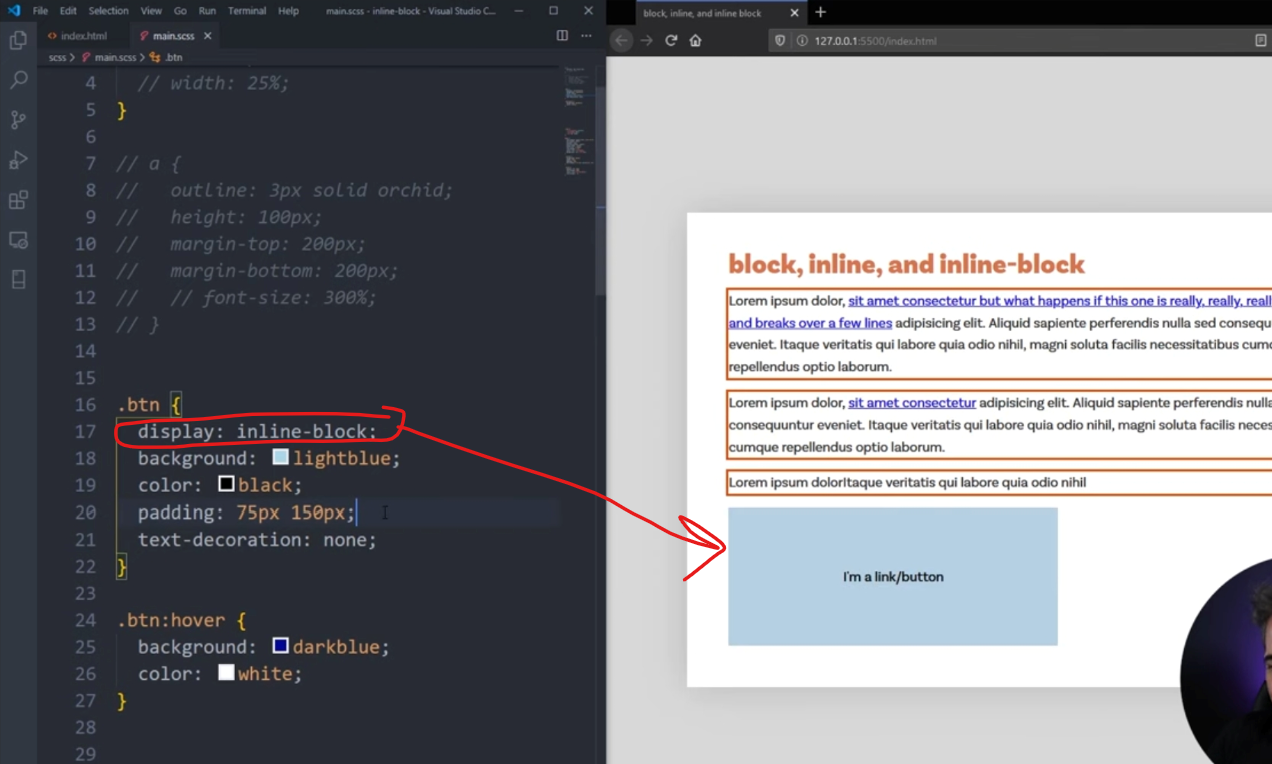 File Edit Selection View Go Run Terminal Help main.scss - inline-block - Visual Studio C...
index.html main.scss
scss > main.scss > .btn
4 // width: 25%;
5 }
6
7 // a {
8 // outline: 3px solid orchid;
9 // height: 100px;
10 // margin-top: 200px;
11 // margin-bottom: 200px;
12 // // font-size: 300%;
13 // }
14
15
16 .btn {
17 display: inline-block;
18 background: lightblue;
19 color: black;
20 padding: 75px 150px;
21 text-decoration: none;
22 }
23
24 .btn:hover {
25 background: darkblue;
26 color: white;
27 }
28
29
block, inline, and inline block
127.0.0.1:5500/index.html
block, inline, and inline-block
Lorem ipsum dolor, sit amet consectetur but what happens if this one is really, really, reall
and breaks over a few lines adipisicing elit. Aliquid sapiente perferendis nulla sed consequ
eveniet. Itaque veritatis qui labore quia odio nihil, magni soluta facilis necessitatibus cumq
repellendus optio laborum.
Lorem ipsum dolor, sit amet consectetur adipisicing elit. Aliquid sapiente perferendis nulla
consequuntur eveniet. Itaque veritatis qui labore quia odio nihil, magni soluta facilis neces
cumque repellendus optio laborum.
Lorem ipsum dolorItaque veritatis qui labore quia odio nihil
I'm a link/button